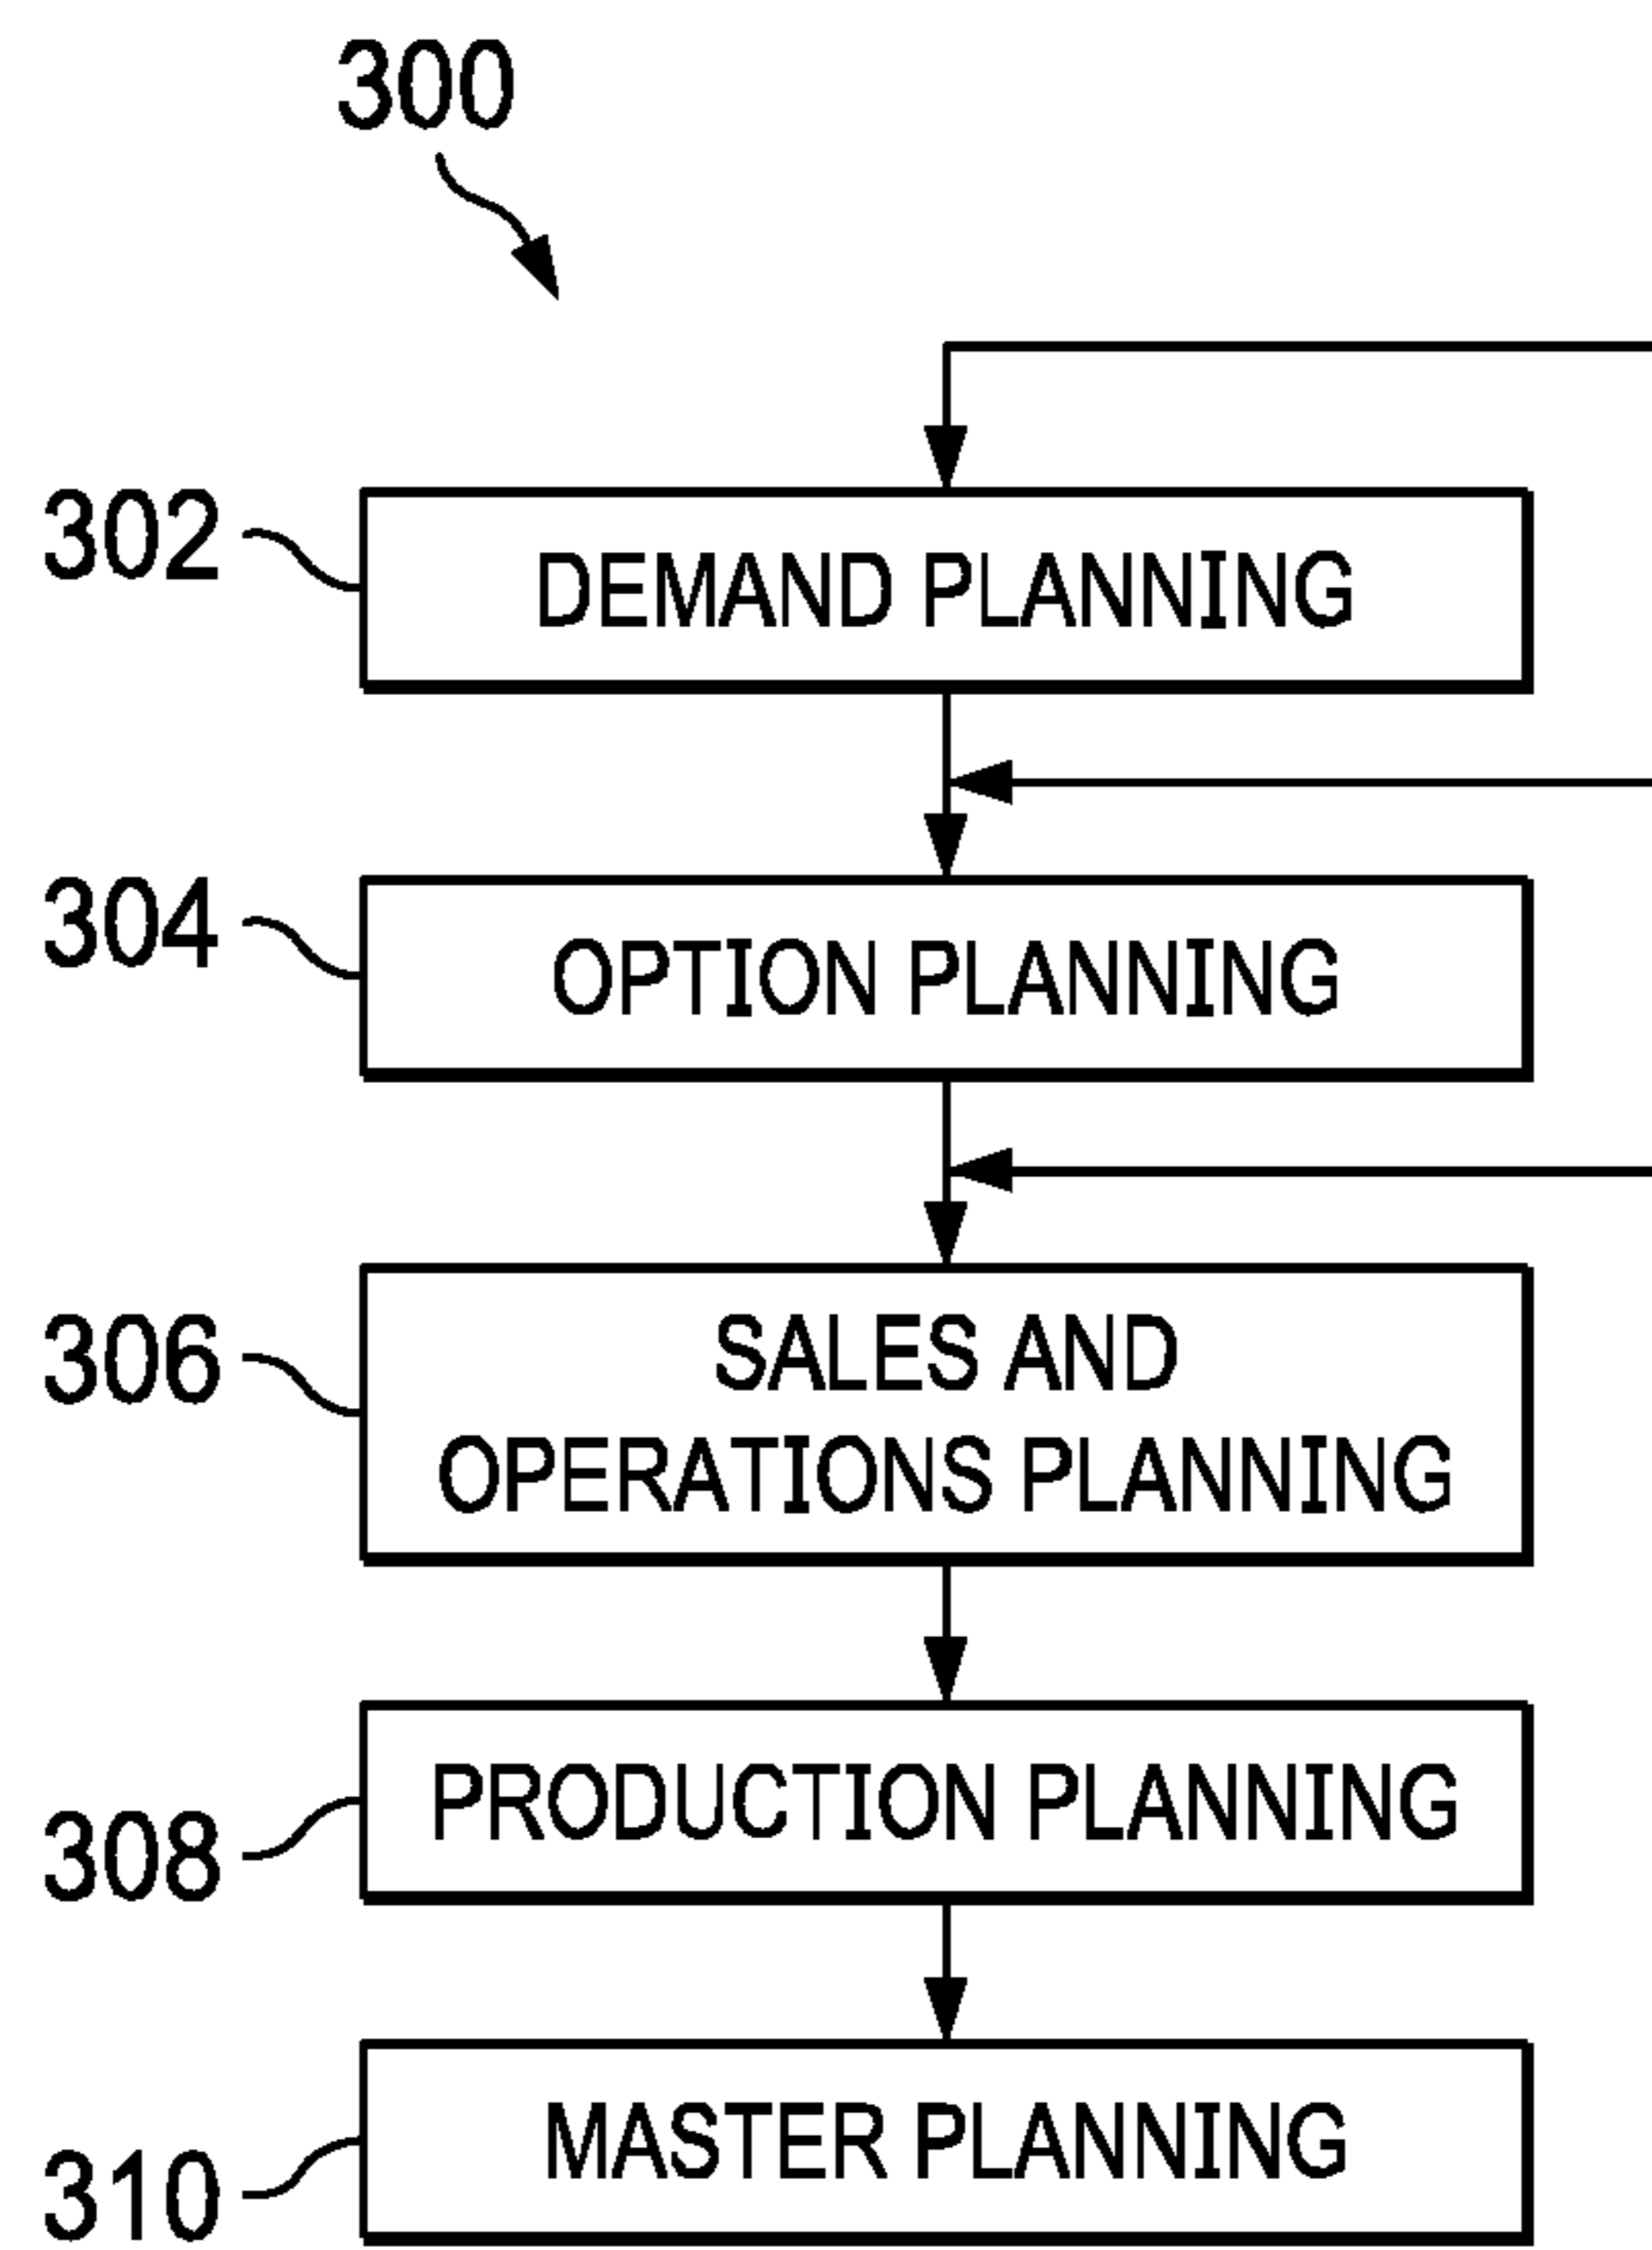 300
302
DEMAND PLANNING
304
OPTION PLANNING
306
SALES AND
OPERATIONS PLANNING
308
PRODUCTION PLANNING
310
MASTER PLANNING